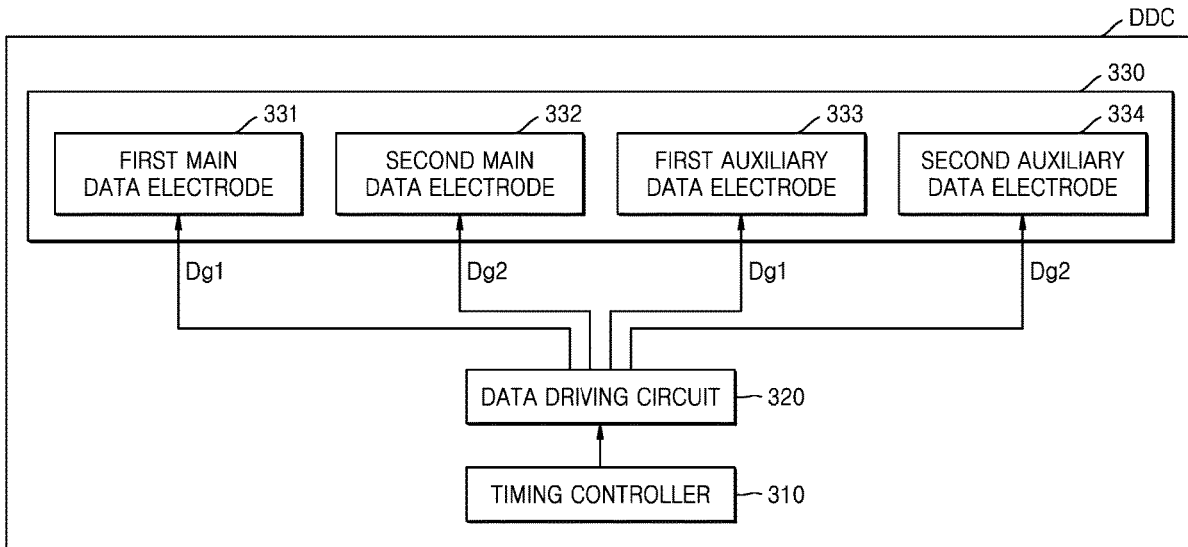 DDC
330
331
332
333
334
FIRST MAIN
DATA ELECTRODE
SECOND MAIN
DATA ELECTRODE
FIRST AUXILIARY
DATA ELECTRODE
SECOND AUXILIARY
DATA ELECTRODE
Dg1
Dg2
Dg1
Dg2
DATA DRIVING CIRCUIT
320
TIMING CONTROLLER
310